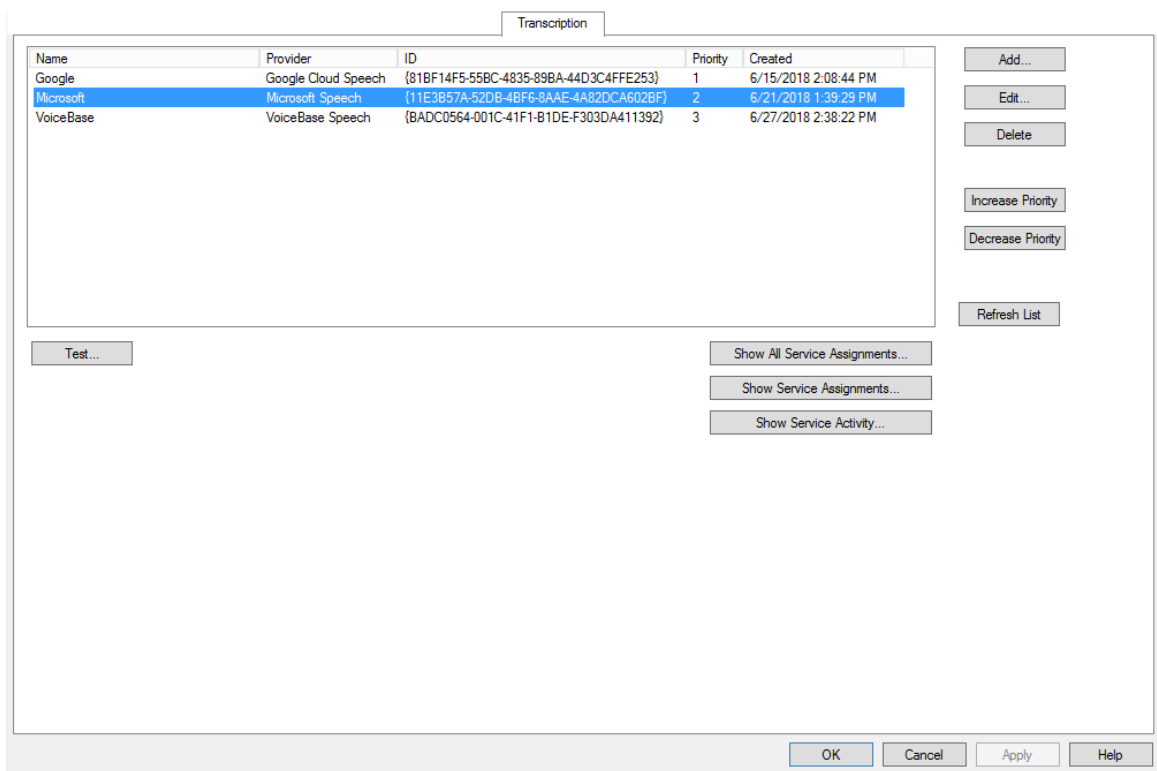 Transcription
Name Provider ID Priority Created
Google Google Cloud Speech {81BF14F5-55BC-4835-89BA-44D3C4FFE253} 1 6/15/2018 2:08:44 PM
Microsoft Microsoft Speech {11E3B57A-52DB-4BF6-8AAE-4A82DCA602BF} 2 6/21/2018 1:39:29 PM
VoiceBase VoiceBase Speech {BADC0564-001C-41F1-B1DE-F303DA411392} 3 6/27/2018 2:38:22 PM
Add...
Edit...
Delete
Increase Priority
Decrease Priority
Refresh List
Test...
Show All Service Assignments...
Show Service Assignments...
Show Service Activity...
OK Cancel Apply Help